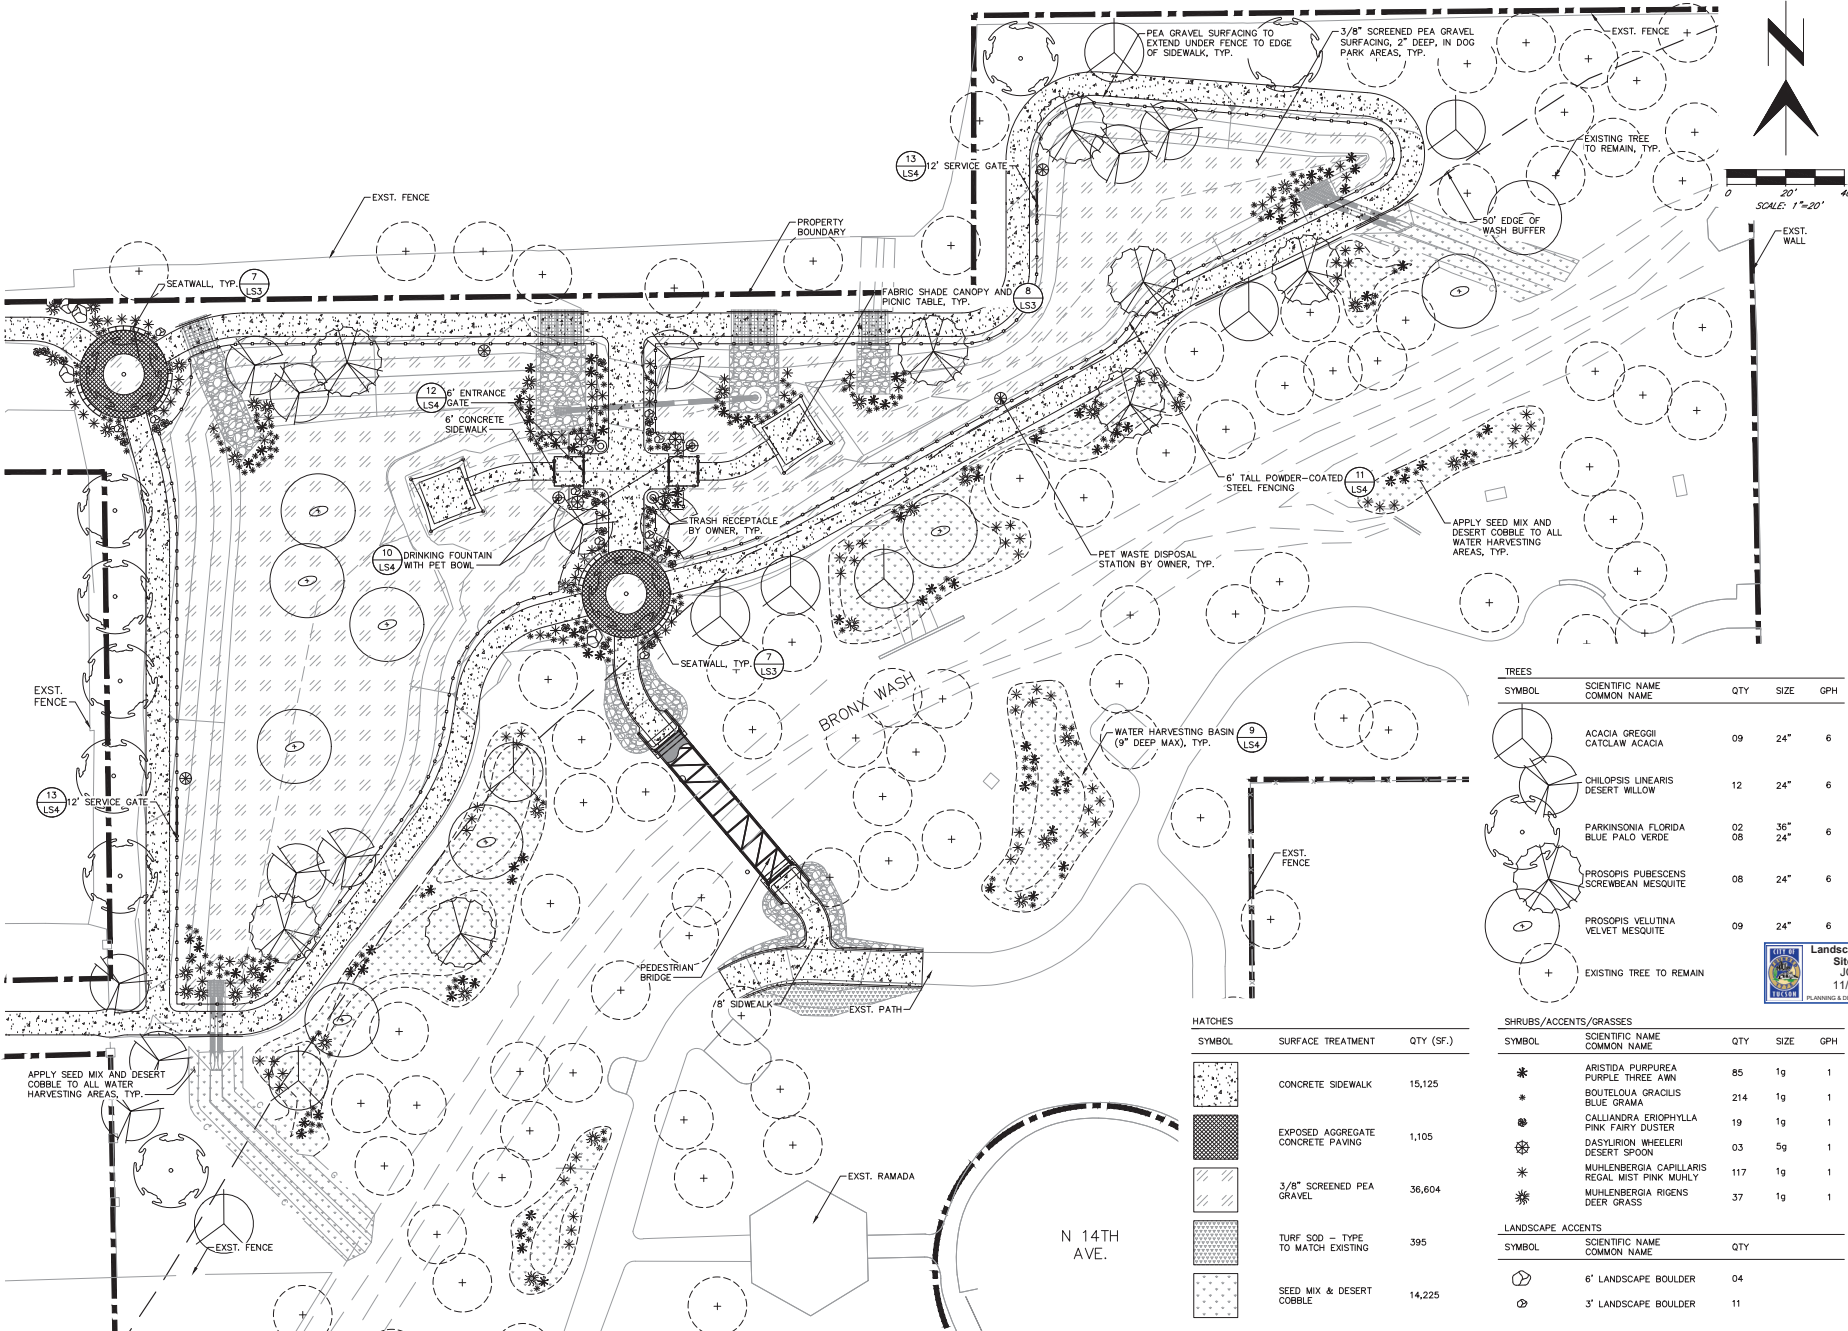 PEA GRAVEL SURFACING TO
EXTEND UNDER FENCE TO EDGE
OF SIDEWALK, TYP.
3/8" SCREENED PEA GRAVEL
SURFACING, 2" DEEP, IN DOG
PARK AREAS, TYP.
EXST. FENCE
N
EXISTING TREE
TO REMAIN, TYP.
13
LS4
12' SERVICE GATE
0
20'
SCALE: 1"=20'
EXST. FENCE
PROPERTY
BOUNDARY
50' EDGE OF
WASH BUFFER
EXST.
WALL
SEATWALL, TYP.
7
LS3
FABRIC SHADE CANOPY AND
PICNIC TABLE, TYP.
8
LS3
12
LS4
6' ENTRANCE
GATE
6' CONCRETE
SIDEWALK
6' TALL POWDER-COATED
STEEL FENCING
11
LS4
TRASH RECEPTACLE
BY OWNER, TYP.
APPLY SEED MIX AND
DESERT COBBLE TO ALL
WATER HARVESTING
AREAS, TYP.
10
LS4
DRINKING FOUNTAIN
WITH PET BOWL
PET WASTE DISPOSAL
STATION BY OWNER, TYP.
SEATWALL, TYP.
7
LS3
EXST.
FENCE
BRONX WASH
WATER HARVESTING BASIN
(9" DEEP MAX), TYP.
9
LS4
13
LS4
12' SERVICE GATE
EXST.
FENCE
PEDESTRIAN
BRIDGE
8' SIDWEALK
EXST. PATH
APPLY SEED MIX AND DESERT
COBBLE TO ALL WATER
HARVESTING AREAS, TYP.
EXST. RAMADA
N 14TH
AVE.
EXST. FENCE
TREES
SYMBOL SCIENTIFIC NAME COMMON NAME QTY SIZE GPH
ACACIA GREGGII
CATCLAW ACACIA 09 24" 6
CHILOPSIS LINEARIS
DESERT WILLOW 12 24" 6
PARKINSONIA FLORIDA 02 36"
BLUE PALO VERDE 08 24" 6
PROSOPIS PUBESCENS
SCREWBEAN MESQUITE 08 24" 6
PROSOPIS VELUTINA
VELVET MESQUITE 09 24" 6
EXISTING TREE TO REMAIN
CITY OF
TUCSON
11/
HATCHES
SYMBOL SURFACE TREATMENT QTY (SF.)
CONCRETE SIDEWALK 15,125
EXPOSED AGGREGATE
CONCRETE PAVING 1,105
3/8" SCREENED PEA
GRAVEL 36,604
TURF SOD - TYPE
TO MATCH EXISTING 395
SEED MIX & DESERT
COBBLE 14,225
SHRUBS/ACCENTS/GRASSES
SYMBOL SCIENTIFIC NAME COMMON NAME QTY SIZE GPH
ARISTIDA PURPUREA
PURPLE THREE AWN 85 1g 1
BOUTELOUA GRACILIS
BLUE GRAMA 214 1g 1
CALLIANDRA ERIOPHYLLA
PINK FAIRY DUSTER 19 1g 1
DASYLIRION WHEELERI
DESERT SPOON 03 5g 1
MUHLENBERGIA CAPILLARIS
REGAL MIST PINK MUHLY 117 1g 1
MUHLENBERGIA RIGENS
DEER GRASS 37 1g 1
LANDSCAPE ACCENTS
SYMBOL SCIENTIFIC NAME COMMON NAME QTY
6' LANDSCAPE BOULDER 04
3' LANDSCAPE BOULDER 11